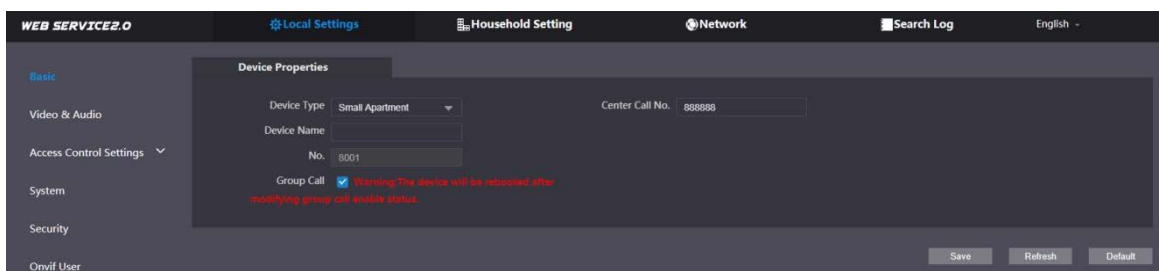 WEB SERVICE2.0 Local Settings Household Setting Network Search Log English
Basic
Video & Audio
Access Control Settings
System
Security
Onvif User
Device Properties
Device Type Small Apartment Center Call No. 888888
Device Name
No. 8001
Group Call Warning:The device will be rebooted after
modifying group call enable status.
Save Refresh Default